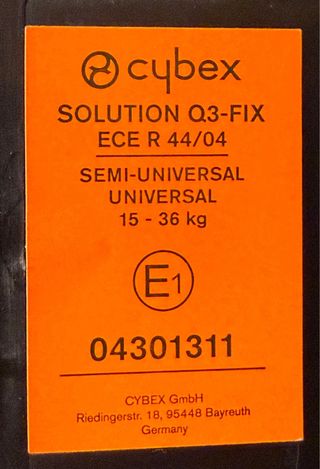 cybex
SOLUTION Q3-FIX
ECE R 44/04
SEMI-UNIVERSAL
UNIVERSAL
15 - 36 kg
E1
04301311
CYBEX GmbH
Riedingerstr. 18, 95448 Bayreuth
Germany